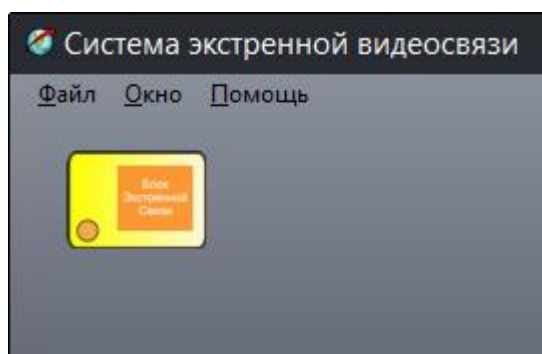 Система экстренной видеосвязи
Файл Окно Помощь
Блок
Экстренной
Связи